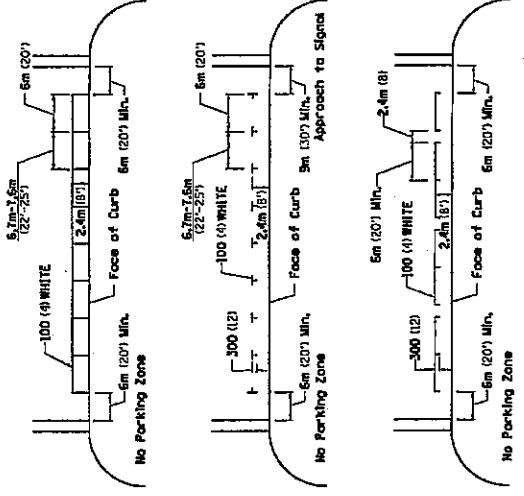 6.7m-7.6m
(22'-25')
6m (20')
100 (4) WHITE
2.4m (8')
Face of Curb
6m (20') Min.
6m (20') Min.
No Parking Zone
6.7m-7.6m
(22'-25')
6m (20')
100 (4) WHITE
2.4m (8')
300 (12)
Face of Curb
6m (20') Min.
9m (30') Min.
Approach to Signal
No Parking Zone
6m (20') Min.
2.4m (8)
100 (4) WHITE
2.4m (8')
300 (12)
Face of Curb
6m (20') Min.
6m (20') Min.
No Parking Zone